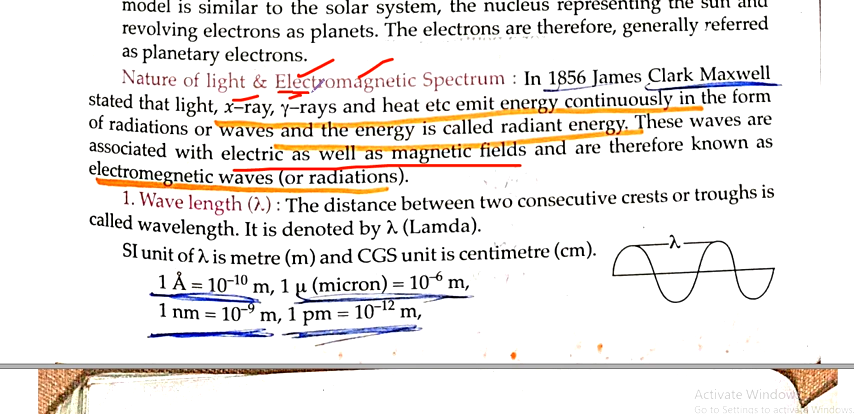 model is similar to the solar system, the nucleus representing the sun and
revolving electrons as planets. The electrons are therefore, generally referred
as planetary electrons.
Nature of light & Electromagnetic Spectrum : In 1856 James Clark Maxwell
stated that light, x–ray, γ–rays and heat etc emit energy continuously in the form
of radiations or waves and the energy is called radiant energy. These waves are
associated with electric as well as magnetic fields and are therefore known as
electromegnetic waves (or radiations).
1. Wave length (λ.) : The distance between two consecutive crests or troughs is
called wavelength. It is denoted by λ (Lamda).
SI unit of λ is metre (m) and CGS unit is centimetre (cm).
λ
1 Å = 10⁻¹⁰ m, 1 μ (micron) = 10⁻⁶ m,
1 nm = 10⁻⁹ m, 1 pm = 10⁻¹² m,
Activate Windows
Go to Settings to activate Windows